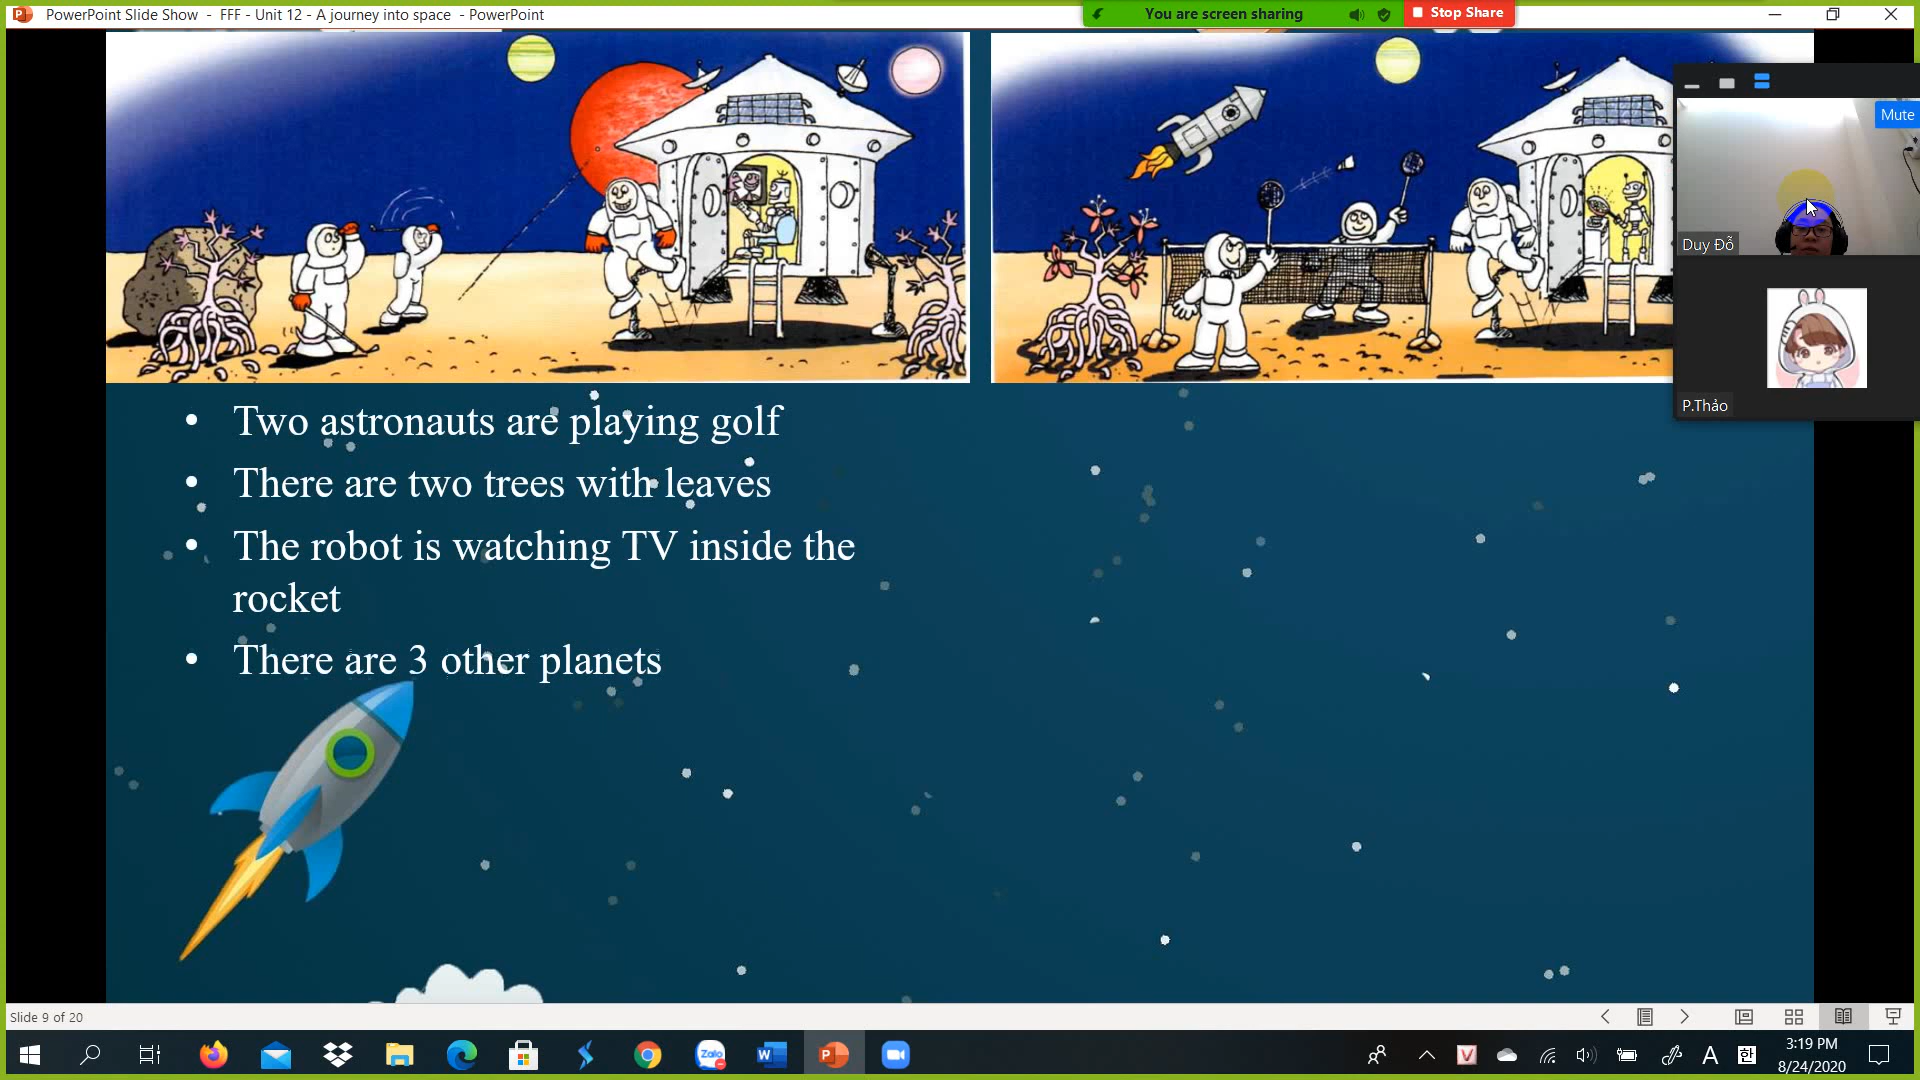 PowerPoint Slide Show - FFF - Unit 12 - A journey into space - PowerPoint
You are screen sharing
Stop Share
Mute
Duy Đỗ
P.Thảo
• Two astronauts are playing golf
• There are two trees with leaves
• The robot is watching TV inside the
rocket
• There are 3 other planets
Slide 9 of 20
Zalo
3:19 PM
8/24/2020